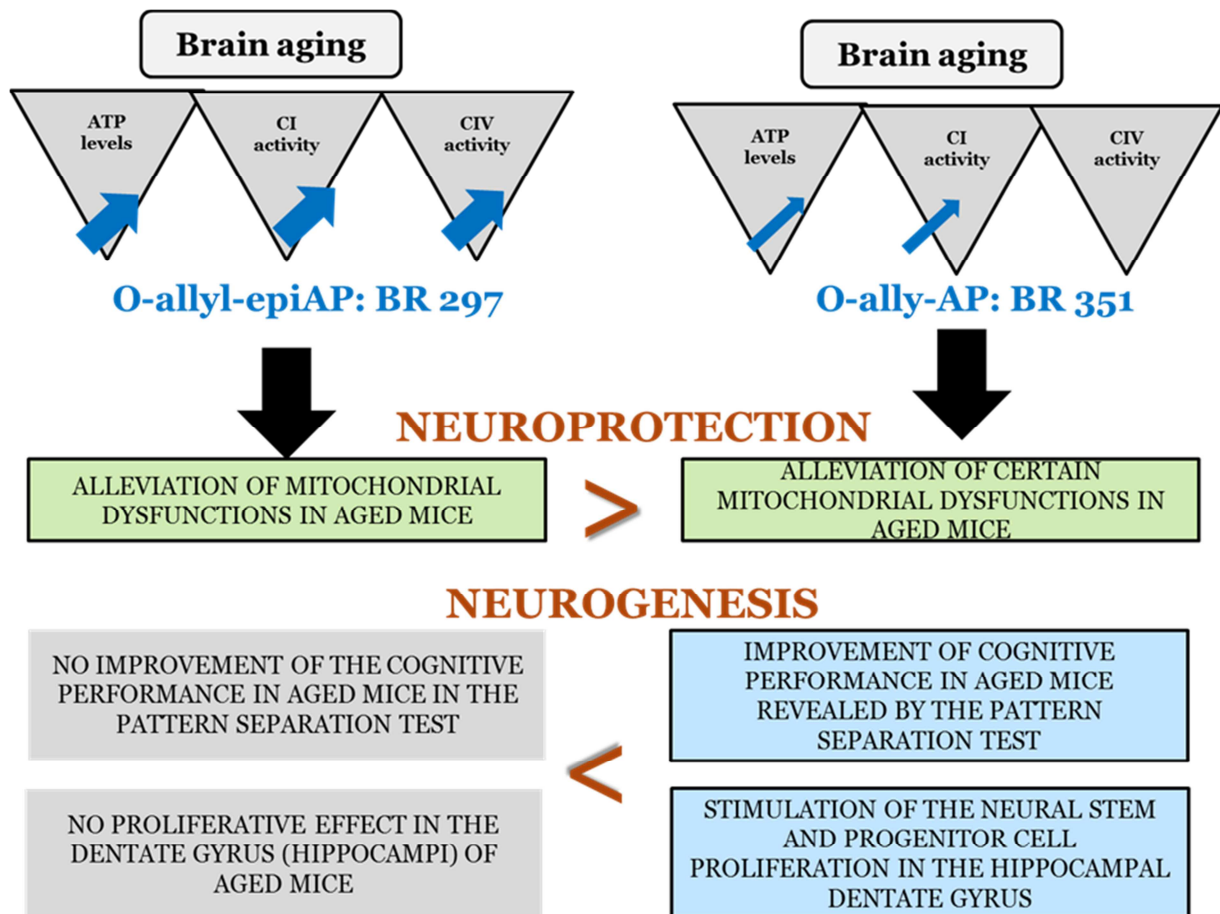 Brain aging
ATP
levels
CI
activity
CIV
activity
O-allyl-epiAP: BR 297
Brain aging
ATP
levels
CI
activity
CIV
activity
O-ally-AP: BR 351
NEUROPROTECTION
ALLEVIATION OF MITOCHONDRIAL
DYSFUNCTIONS IN AGED MICE
>
ALLEVIATION OF CERTAIN
MITOCHONDRIAL DYSFUNCTIONS IN
AGED MICE
NEUROGENESIS
NO IMPROVEMENT OF THE COGNITIVE
PERFORMANCE IN AGED MICE IN THE
PATTERN SEPARATION TEST
IMPROVEMENT OF COGNITIVE
PERFORMANCE IN AGED MICE
REVEALED BY THE PATTERN
SEPARATION TEST
<
NO PROLIFERATIVE EFFECT IN THE
DENTATE GYRUS (HIPPOCAMPI) OF
AGED MICE
STIMULATION OF THE NEURAL STEM
AND PROGENITOR CELL
PROLIFERATION IN THE HIPPOCAMPAL
DENTATE GYRUS